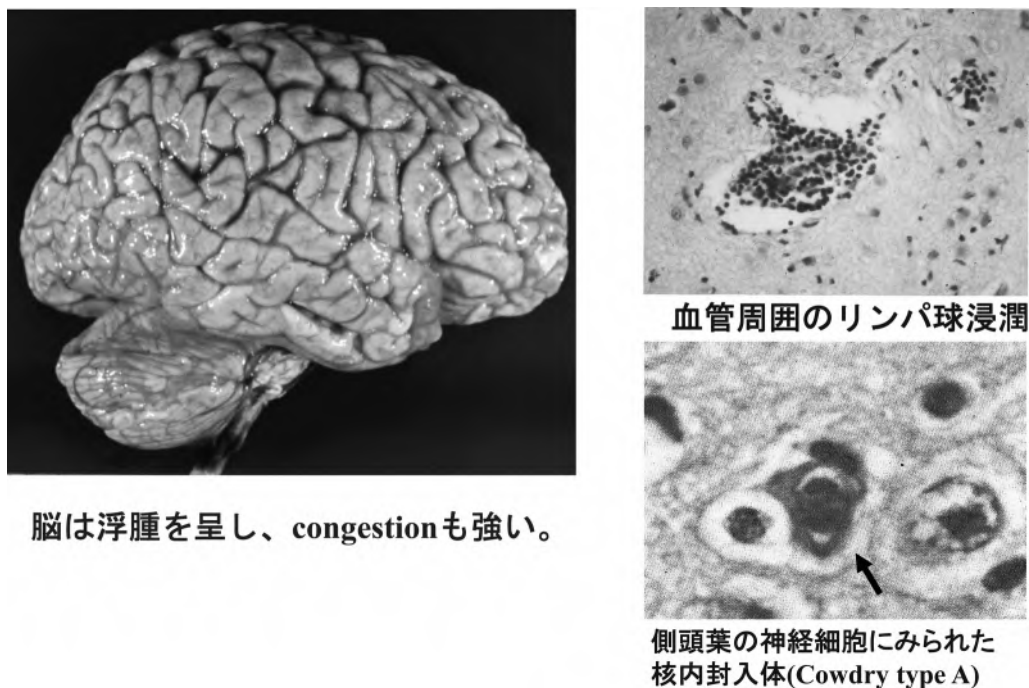 脳は浮腫を呈し、congestionも強い。
血管周囲のリンパ球浸潤
側頭葉の神経細胞にみられた
核内封入体(Cowdry type A)